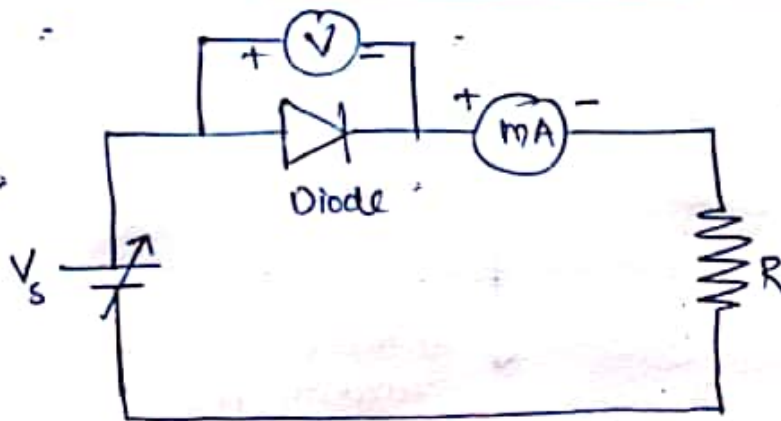 + V -
+ mA -
Diode
Vs
R